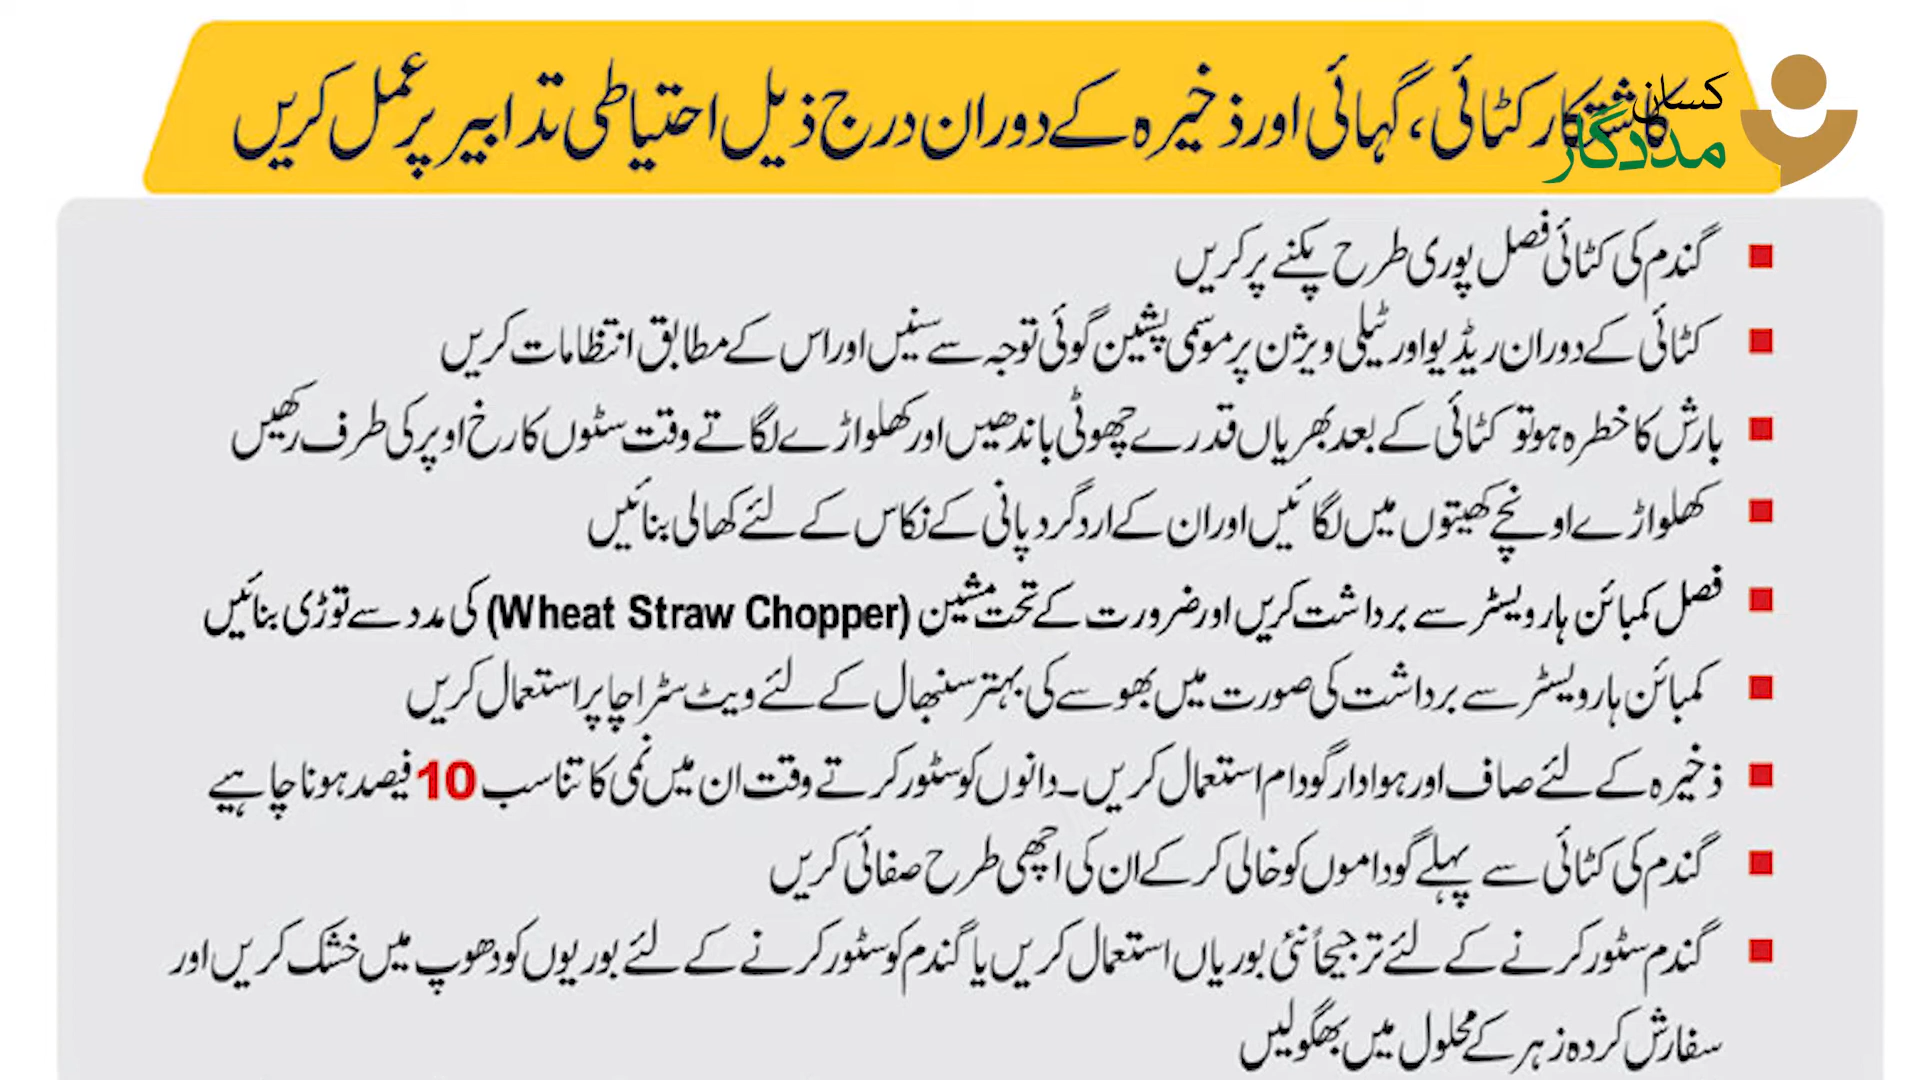 کاشتکار کٹائی، گہائی اور ذخیرہ کے دوران درج ذیل احتیاطی تدابیر پر عمل کریں
کسان
مددگار
گندم کی کٹائی فصل پوری طرح پکنے پر کریں
کٹائی کے دوران ریڈیو اور ٹیلی ویژن پر موسمی پیشین گوئی توجہ سے سنیں اور اس کے مطابق انتظامات کریں
بارش کا خطرہ ہو تو کٹائی کے بعد بھریاں قدرے چھوٹی باندھیں اور کھلواڑے لگاتے وقت سٹوں کا رخ اوپر کی طرف رکھیں
کھلواڑے اونچے کھیتوں میں لگائیں اور ان کے اردگرد پانی کے نکاس کے لئے کھالی بنائیں
فصل کمبائن ہارویسٹر سے برداشت کریں اور ضرورت کے تحت مشین (Wheat Straw Chopper) کی مدد سے توڑی بنائیں
کمبائن ہارویسٹر سے برداشت کی صورت میں بھوسے کی بہتر سنبھال کے لئے ویٹ سٹرا چاپر استعمال کریں
ذخیرہ کے لئے صاف اور ہوادار گودام استعمال کریں۔ دانوں کو سٹور کرتے وقت ان میں نمی کا تناسب 10 فیصد ہونا چاہیے
گندم کی کٹائی سے پہلے گوداموں کو خالی کر کے ان کی اچھی طرح صفائی کریں
گندم سٹور کرنے کے لئے ترجیحاً نئی بوریاں استعمال کریں یا گندم کو سٹور کرنے کے لئے بوریوں کو دھوپ میں خشک کریں اور
سفارش کردہ زہر کے محلول میں بھگولیں